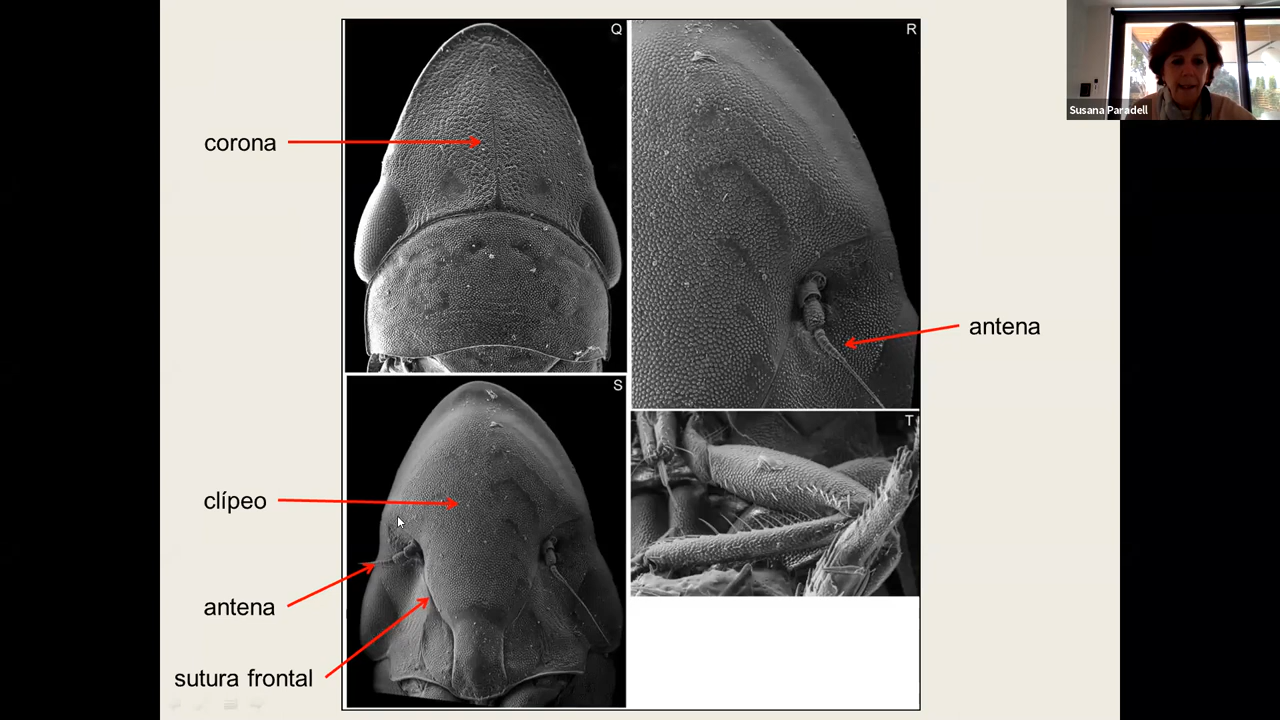 Q
R
Susana Paradell
corona
antena
S
T
clípeo
antena
sutura frontal